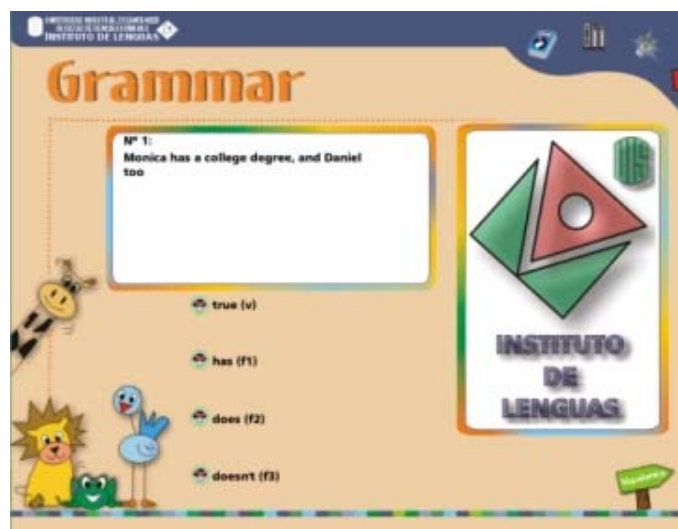 INSTITUTO DE LENGUAS
Grammar
Nº 1:
Monica has a college degree, and Daniel
too
true (v)
has (f1)
does (f2)
doesn't (f3)
INSTITUTO
DE
LENGUAS